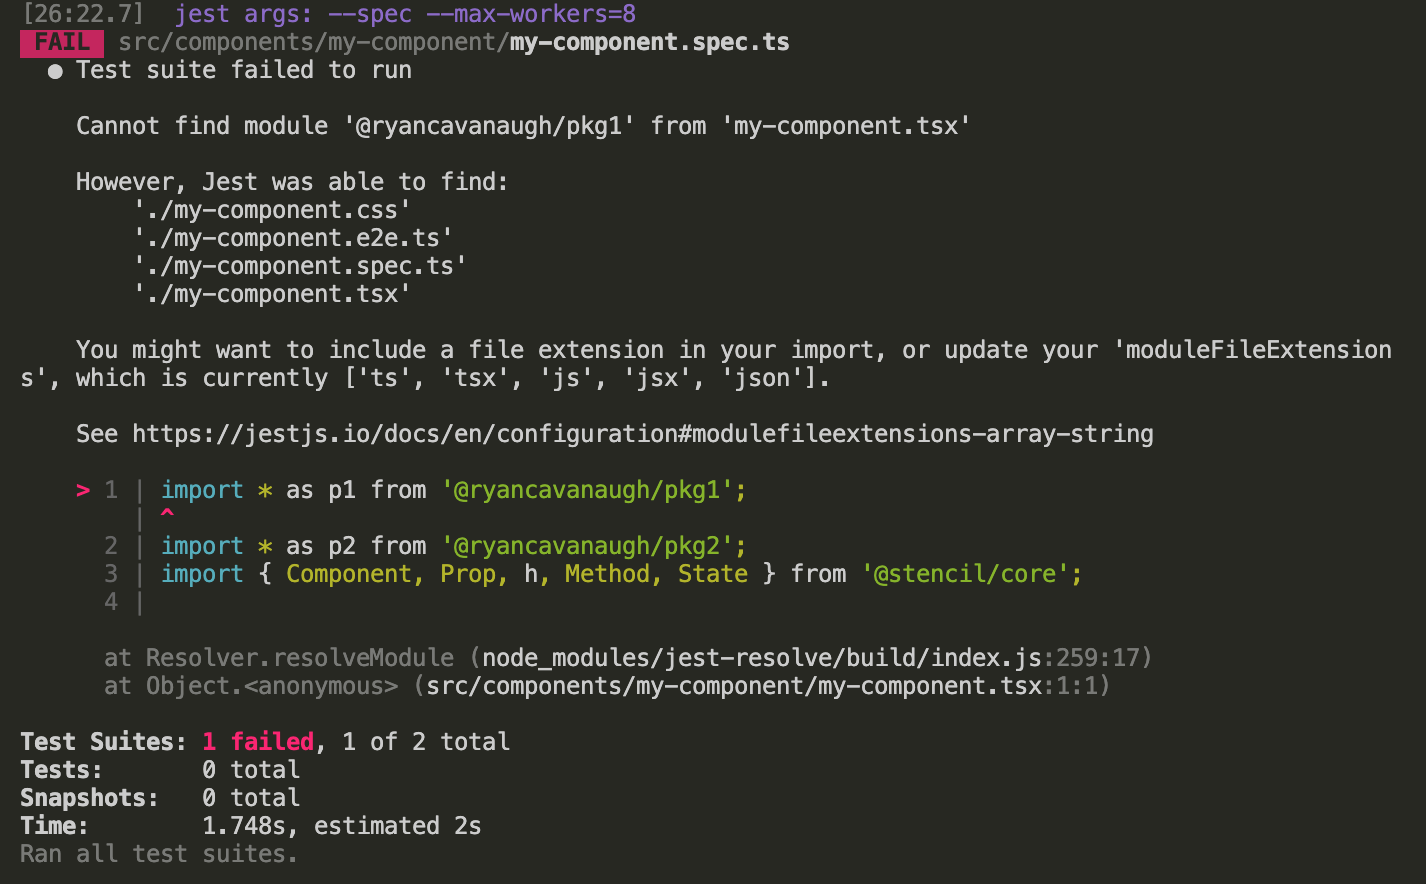 [26:22.7]  jest args: --spec --max-workers=8
FAIL src/components/my-component/my-component.spec.ts
● Test suite failed to run
Cannot find module '@ryancavanaugh/pkg1' from 'my-component.tsx'
However, Jest was able to find:
'./my-component.css'
'./my-component.e2e.ts'
'./my-component.spec.ts'
'./my-component.tsx'
You might want to include a file extension in your import, or update your 'moduleFileExtension
s', which is currently ['ts', 'tsx', 'js', 'jsx', 'json'].
See https://jestjs.io/docs/en/configuration#modulefileextensions-array-string
> 1 | import * as p1 from '@ryancavanaugh/pkg1';
| ^
2 | import * as p2 from '@ryancavanaugh/pkg2';
3 | import { Component, Prop, h, Method, State } from '@stencil/core';
4 |
at Resolver.resolveModule (node_modules/jest-resolve/build/index.js:259:17)
at Object.<anonymous> (src/components/my-component/my-component.tsx:1:1)
Test Suites: 1 failed, 1 of 2 total
Tests: 0 total
Snapshots: 0 total
Time: 1.748s, estimated 2s
Ran all test suites.